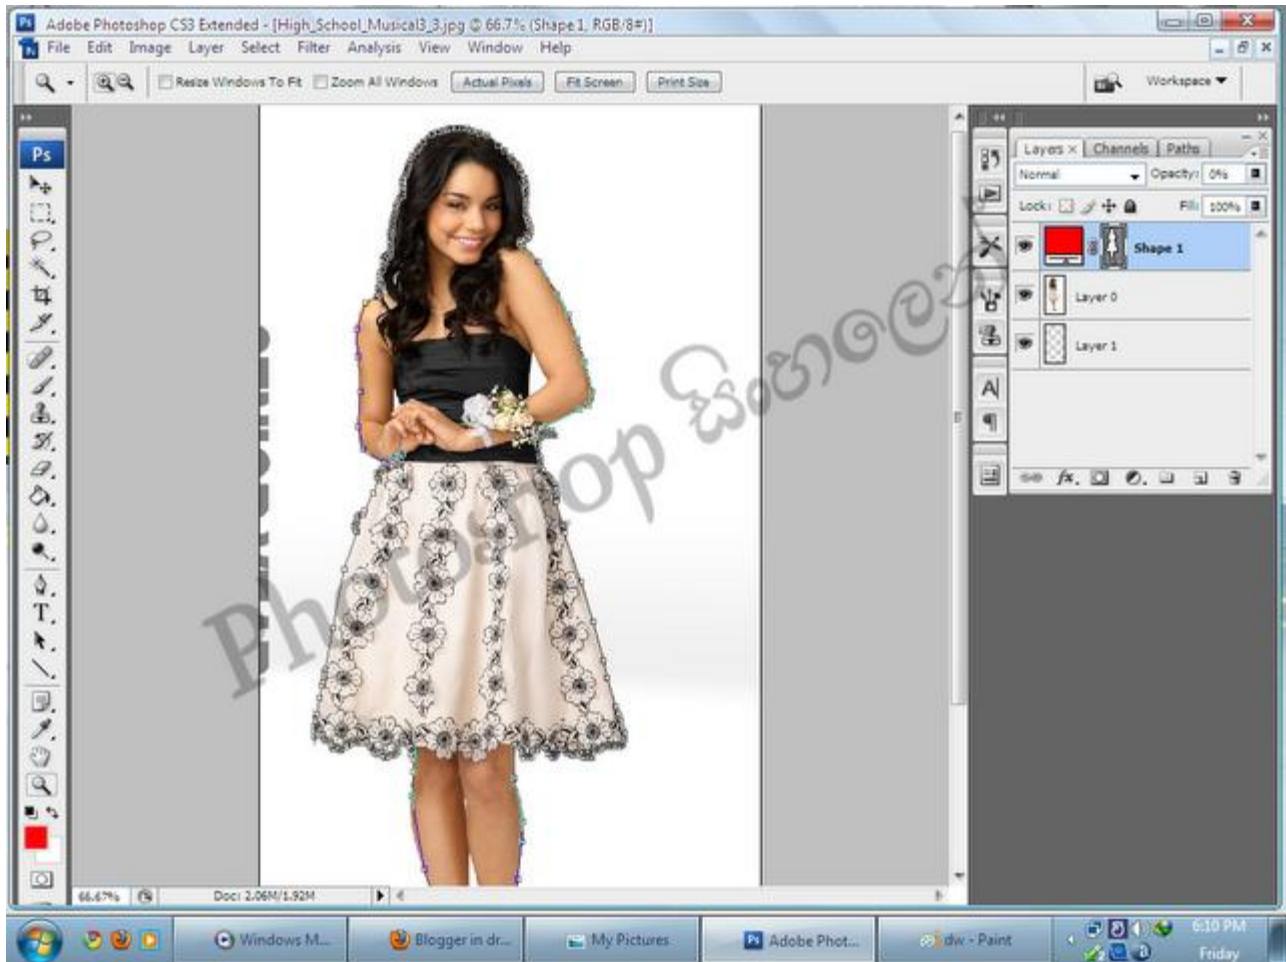 Adobe Photoshop CS3 Extended - [High_School_Musical3_3.jpg @ 66.7% (Shape 1, RGB/8#)]
File Edit Image Layer Select Filter Analysis View Window Help
Resize Windows To Fit Zoom All Windows Actual Pixels Fit Screen Print Size Workspace
Ps
Layers × Channels Paths
Normal Opacity: 0%
Lock: Fill: 100%
Shape 1
Layer 0
Layer 1
Photoshop සිංහලෙන්
66.67% Doc: 2.06M/1.92M
Windows M... Blogger in dr... My Pictures Adobe Phot... dw - Paint 6:10 PM
Friday